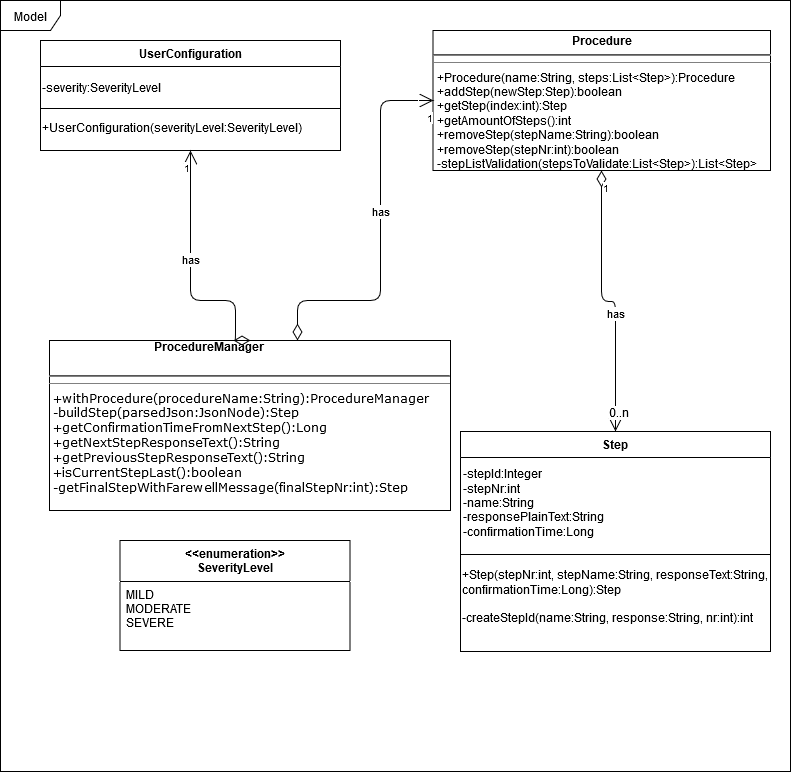 Model
UserConfiguration
-severity:SeverityLevel
+UserConfiguration(severityLevel:SeverityLevel)
1
has
Procedure
+Procedure(name:String, steps:List<Step>):Procedure
+addStep(newStep:Step):boolean
+getStep(index:int):Step
+getAmountOfSteps():int
+removeStep(stepName:String):boolean
+removeStep(stepNr:int):boolean
-stepListValidation(stepsToValidate:List<Step>):List<Step>
1
has
1
has
0..n
ProcedureManager
+withProcedure(procedureName:String):ProcedureManager
-buildStep(parsedJson:JsonNode):Step
+getConfirmationTimeFromNextStep():Long
+getNextStepResponseText():String
+getPreviousStepResponseText():String
+isCurrentStepLast():boolean
-getFinalStepWithFarewellMessage(finalStepNr:int):Step
Step
-stepId:Integer
-stepNr:int
-name:String
-responsePlainText:String
-confirmationTime:Long
+Step(stepNr:int, stepName:String, responseText:String,
confirmationTime:Long):Step
-createStepId(name:String, response:String, nr:int):int
<<enumeration>>
SeverityLevel
MILD
MODERATE
SEVERE